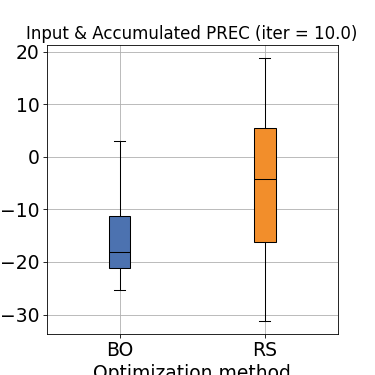 Input & Accumulated PREC (iter = 10.0)
20
10
0
−10
−20
−30
BO RS
Optimization method